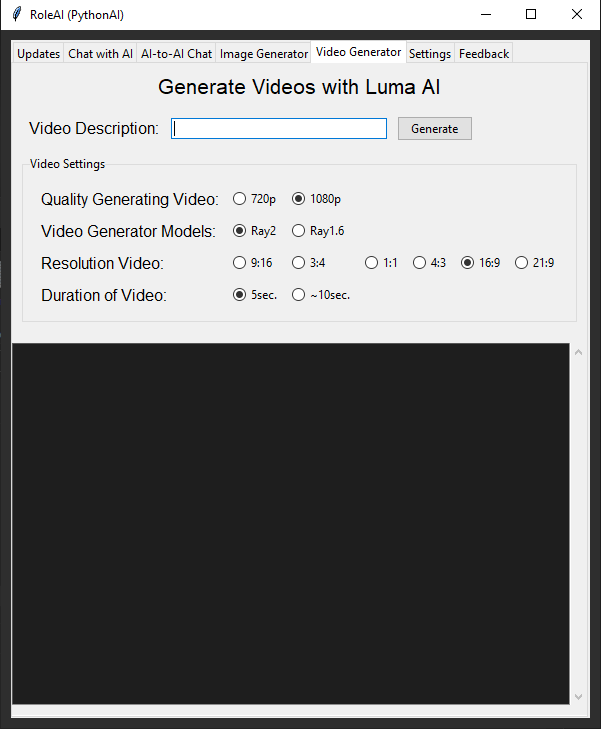 RoleAI (PythonAI)
Updates Chat with AI AI-to-AI Chat Image Generator Video Generator Settings Feedback
Generate Videos with Luma AI
Video Description: Generate
Video Settings
Quality Generating Video: 720p 1080p
Video Generator Models: Ray2 Ray1.6
Resolution Video: 9:16 3:4 1:1 4:3 16:9 21:9
Duration of Video: 5sec. ~10sec.